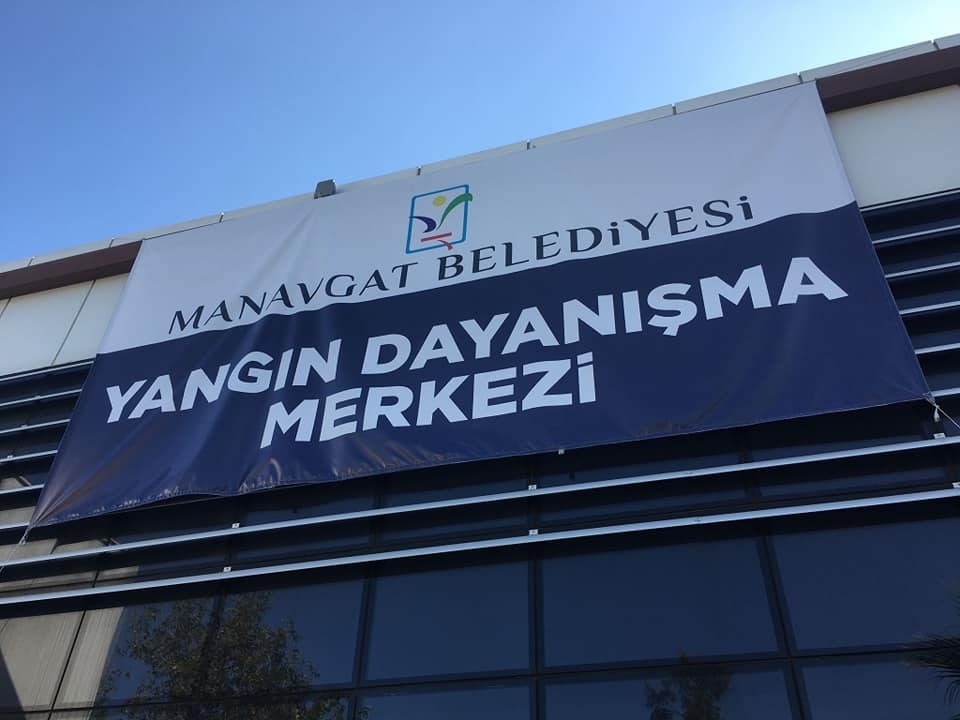 MANAVGAT BELEDİYESİ
YANGIN DAYANIŞMA
MERKEZİ